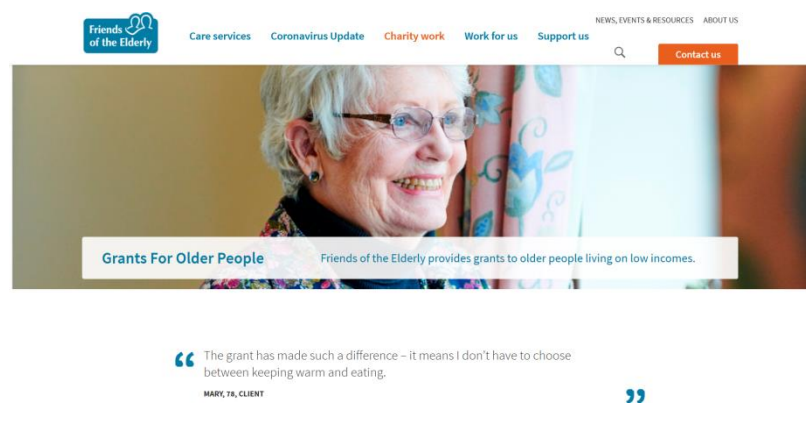 NEWS, EVENTS & RESOURCES ABOUT US
Friends
of the Elderly
Care services Coronavirus Update Charity work Work for us Support us
Contact us
Grants For Older People Friends of the Elderly provides grants to older people living on low incomes.
“ The grant has made such a difference – it means I don't have to choose
between keeping warm and eating.
MARY, 78, CLIENT
”